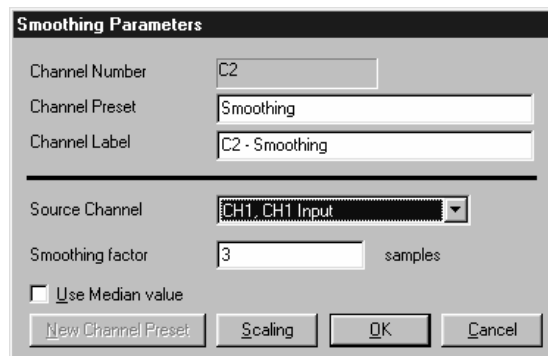 Smoothing Parameters
Channel Number C2
Channel Preset Smoothing
Channel Label C2 - Smoothing
Source Channel CH1, CH1 Input
Smoothing factor 3 samples
Use Median value
New Channel Preset Scaling OK Cancel